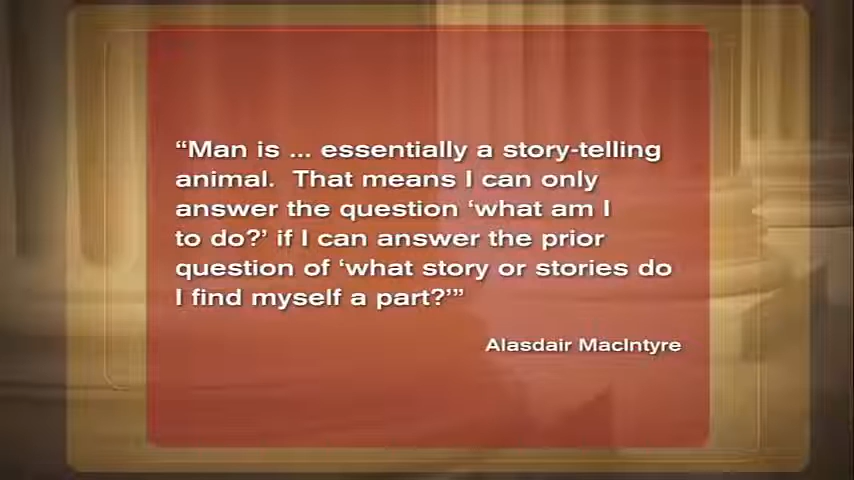 “Man is ... essentially a story-telling
animal.  That means I can only
answer the question ‘what am I
to do?’ if I can answer the prior
question of ‘what story or stories do
I find myself a part?’”
Alasdair MacIntyre